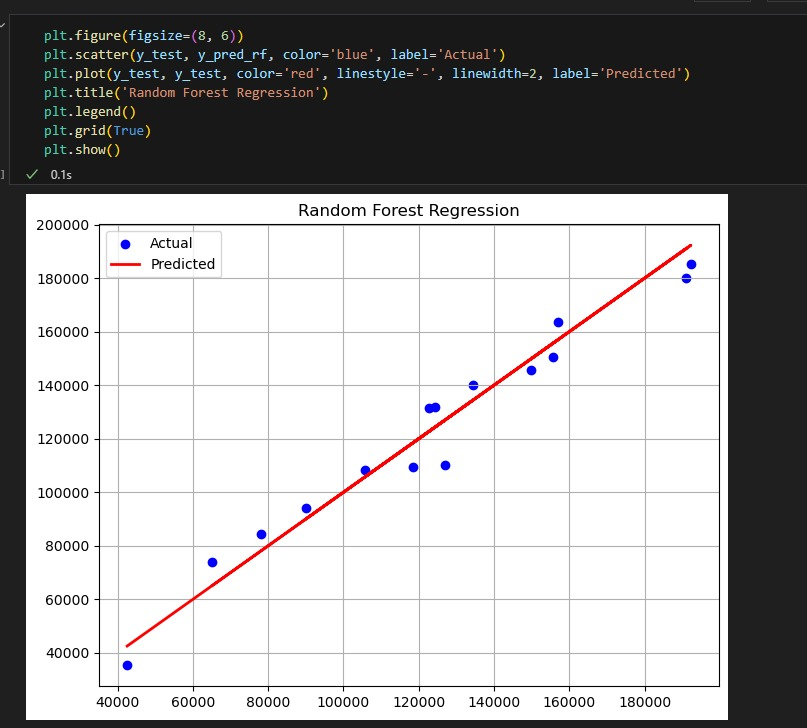 plt.figure(figsize=(8, 6))
plt.scatter(y_test, y_pred_rf, color='blue', label='Actual')
plt.plot(y_test, y_test, color='red', linestyle='-', linewidth=2, label='Predicted')
plt.title('Random Forest Regression')
plt.legend()
plt.grid(True)
plt.show()
] ✓ 0.1s
Random Forest Regression
Actual
Predicted
200000
180000
160000
140000
120000
100000
80000
60000
40000
40000 60000 80000 100000 120000 140000 160000 180000